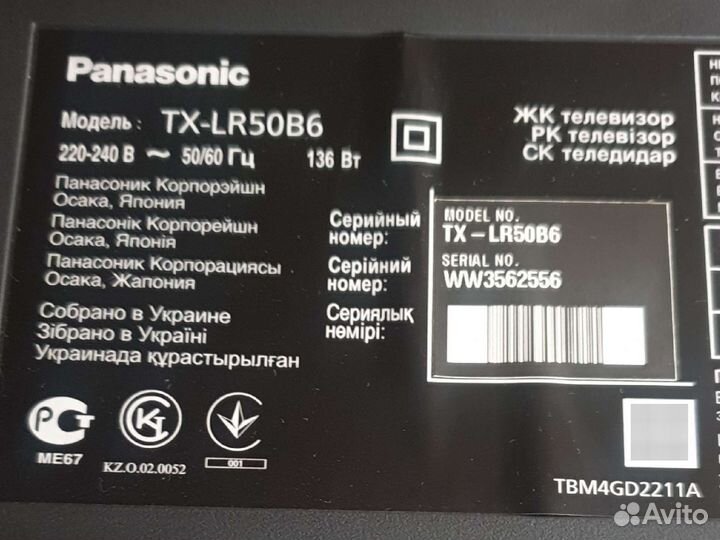 Panasonic
Модель : TX-LR50B6
220-240 В ~ 50/60 Гц 136 Вт
ЖК телевизор
РК телевізор
СК теледидар
Панасоник Корпорэйшн
Осака, Япония
Панасонік Корпорейшн
Осака, Японія
Панасоник Корпорациясы
Осака, Жапония
Собрано в Украине
Зібрано в Україні
Украинада құрастырылған
Серийный
номер:
Серійний
номер:
Сериялық
нөмірі:
MODEL NO.
TX – LR50B6
SERIAL NO.
WW3562556
РСТ
ME67
KZ.O.02.0052
001
TBM4GD2211A
Avito